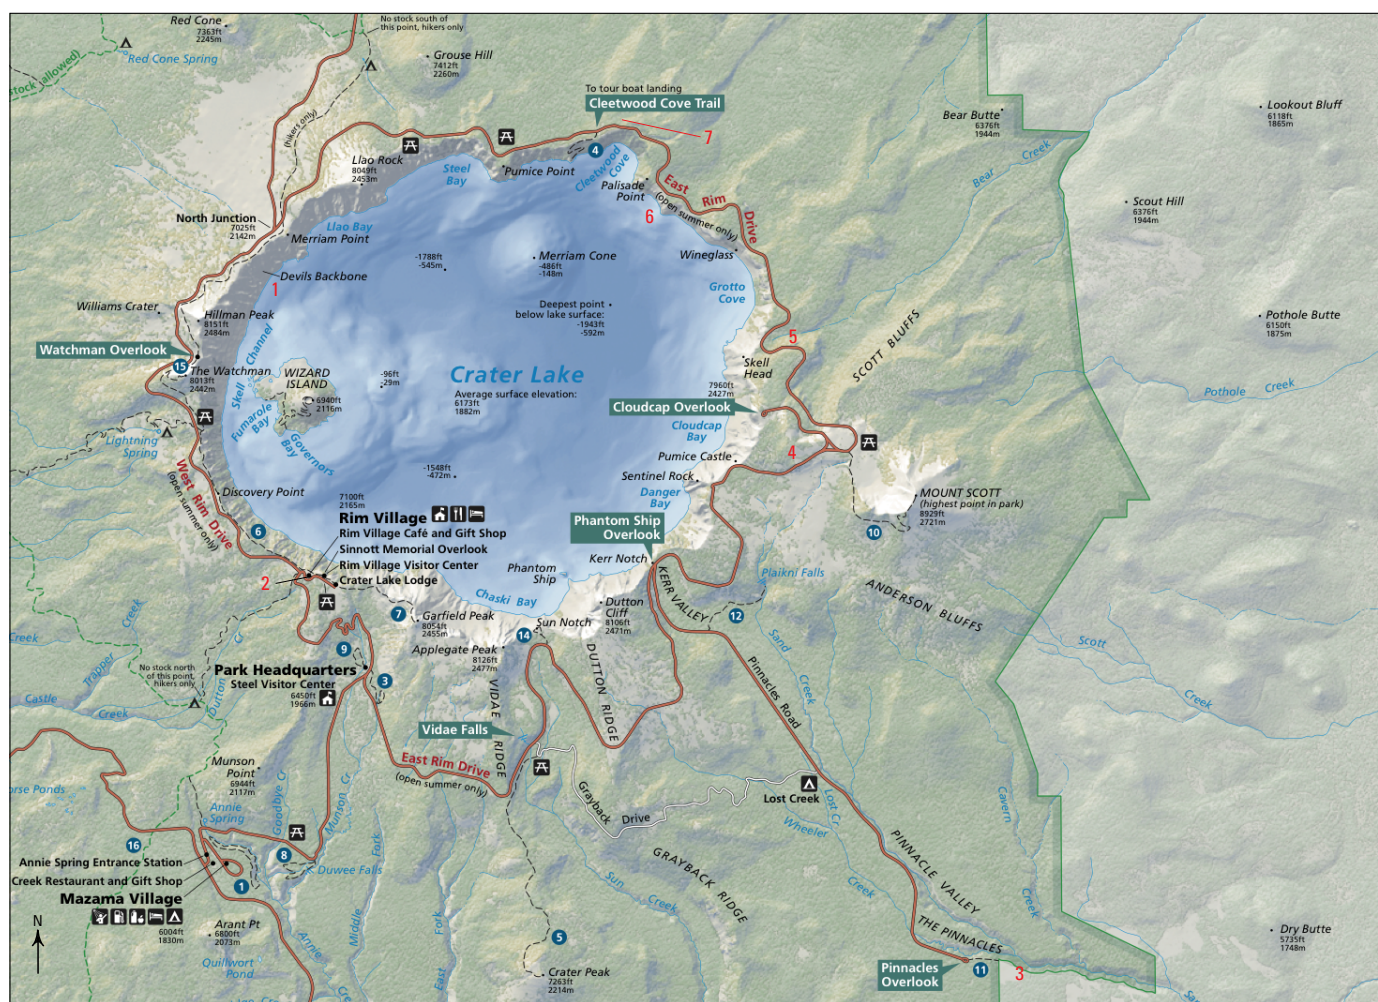 Red Cone
7363ft
2245m
Red Cone Spring
stock allowed)
No stock south of
this point, hikers only
Grouse Hill
7412ft
2260m
(hikers only)
To tour boat landing
Cleetwood Cove Trail
7
4
Cleetwood
Cove
Llao Rock
8049ft
2453m
Steel
Bay
Pumice Point
Palisade
Point
6
East Rim Drive
(open summer only)
Bear Butte
6376ft
1944m
Bear Creek
Lookout Bluff
6118ft
1865m
Scout Hill
6376ft
1944m
North Junction
7025ft
2142m
Llao Bay
Merriam Point
Devils Backbone
1
-1788ft
-545m
Merriam Cone
-486ft
-148m
Wineglass
Grotto
Cove
Deepest point
below lake surface:
-1943ft
-592m
Williams Crater
Hillman Peak
8151ft
2484m
Watchman Overlook
15
The Watchman
8013ft
2442m
Skell Channel
WIZARD
ISLAND
6940ft
2116m
-96ft
-29m
Fumarole
Bay
Governors
Bay
Crater Lake
Average surface elevation:
6173ft
1882m
5
SCOTT BLUFFS
Skell
Head
7960ft
2427m
Cloudcap Overlook
Cloudcap
Bay
4
Pothole Butte
6150ft
1875m
Pothole Creek
Lightning
Spring
West Rim Drive
(open summer only)
Discovery Point
6
-1548ft
-472m
Pumice Castle
Sentinel Rock
Danger
Bay
MOUNT SCOTT
(highest point in park)
8929ft
2721m
10
7100ft
2165m
Rim Village
Rim Village Café and Gift Shop
Sinnott Memorial Overlook
Rim Village Visitor Center
Crater Lake Lodge
2
Phantom Ship
Overlook
Kerr Notch
Phantom
Ship
Chaski Bay
KERR VALLEY
Plaikni Falls
12
ANDERSON BLUFFS
Scott
Creek
7
Garfield Peak
8054ft
2455m
Applegate Peak
8126ft
2477m
14
Sun Notch
Dutton
Cliff
8106ft
2471m
DUTTON RIDGE
VIDAE RIDGE
Sand
Creek
9
Park Headquarters
Steel Visitor Center
6450ft
1966m
3
No stock north
of this point,
hikers only
Creek
Trapper Creek
Castle
Creek
Dutton Cr
Pinnacles Road
Vidae Falls
East Rim Drive
(open summer only)
Munson
Point
6944ft
2117m
Goodbye Cr
Munson Cr
orse Ponds
Annie
Spring
Grayback
Drive
Lost Creek
Lost Cr
Wheeler
Creek
Cavern
Creek
16
8
Duwee Falls
Annie Spring Entrance Station
Creek Restaurant and Gift Shop
Mazama Village
1
6004ft
1830m
Arant Pt
6800ft
2073m
Quillwort
Pond
Annie
Middle Fork
East Fork
5
Crater Peak
7263ft
2214m
Sun
Creek
GRAYBACK RIDGE
PINNACLE VALLEY
THE PINNACLES
Pinnacles
Overlook
11
3
Dry Butte
5735ft
1748m
Sand
Creek
N